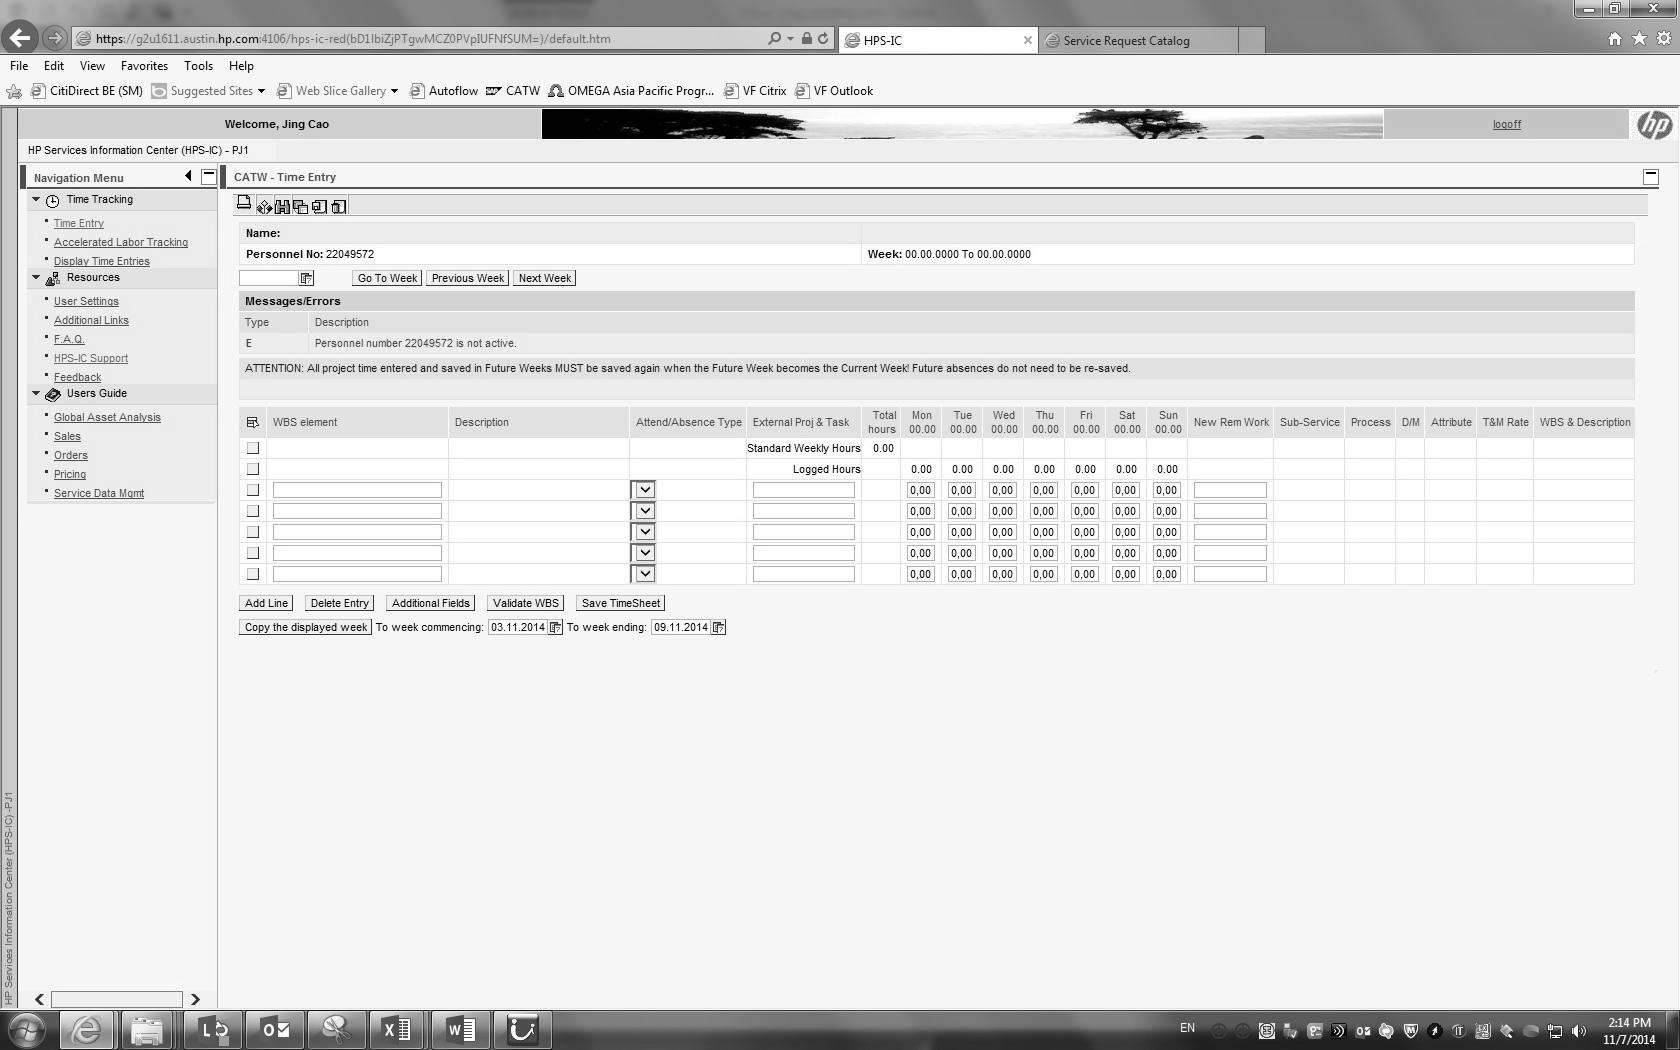 https://g2u1611.austin.hp.com:4106/hps-ic-red(bD1lbiZjPTgwMCZ0PVpIUFNfSUM=)/default.htm
HPS-IC
Service Request Catalog
File Edit View Favorites Tools Help
CitiDirect BE (SM) Suggested Sites Web Slice Gallery Autoflow CATW OMEGA Asia Pacific Progr... VF Citrix VF Outlook
Welcome, Jing Cao
logoff
hp
HP Services Information Center (HPS-IC) - PJ1
Navigation Menu
Time Tracking
Time Entry
Accelerated Labor Tracking
Display Time Entries
Resources
User Settings
Additional Links
F.A.Q.
HPS-IC Support
Feedback
Users Guide
Global Asset Analysis
Sales
Orders
Pricing
Service Data Mgmt
HP Services Information Center (HPS-IC) -PJ1
CATW - Time Entry
Name:
Personnel No: 22049572 Week: 00.00.0000 To 00.00.0000
Go To Week Previous Week Next Week
Messages/Errors
Type Description
E Personnel number 22049572 is not active.
ATTENTION: All project time entered and saved in Future Weeks MUST be saved again when the Future Week becomes the Current Week! Future absences do not need to be re-saved.
WBS element Description Attend/Absence Type External Proj & Task Total hours Mon 00.00 Tue 00.00 Wed 00.00 Thu 00.00 Fri 00.00 Sat 00.00 Sun 00.00 New Rem Work Sub-Service Process D/M Attribute T&M Rate WBS & Description
Standard Weekly Hours 0.00
Logged Hours 0.00 0.00 0.00 0.00 0.00 0.00 0.00
0,00 0,00 0,00 0,00 0,00 0,00 0,00
0,00 0,00 0,00 0,00 0,00 0,00 0,00
0,00 0,00 0,00 0,00 0,00 0,00 0,00
0,00 0,00 0,00 0,00 0,00 0,00 0,00
0,00 0,00 0,00 0,00 0,00 0,00 0,00
Add Line Delete Entry Additional Fields Validate WBS Save TimeSheet
Copy the displayed week To week commencing: 03.11.2014 To week ending: 09.11.2014
EN
2:14 PM
11/7/2014